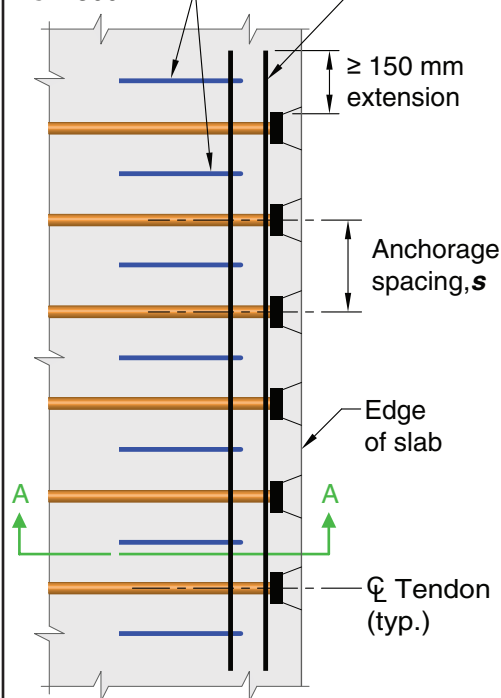 ≥ 150 mm
extension
Anchorage
spacing,s
Edge
of slab
A A
℄ Tendon
(typ.)